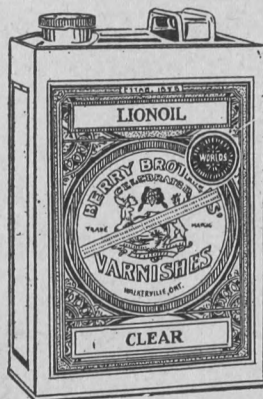 ESTAB. 1858
LIONOIL
WORLDS
BERRY BROTHERS
CELEBRATED
TRADE MARK
VARNISHES
WALKERVILLE, ONT.
CLEAR